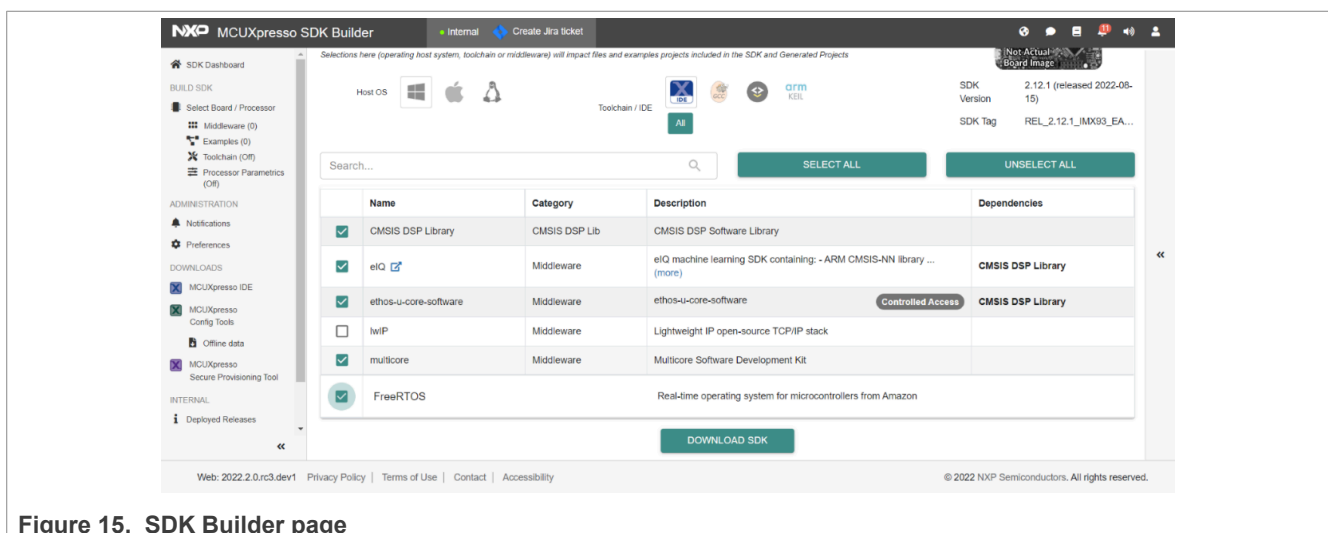 NXP MCUXpresso SDK Builder
Internal
Create Jira ticket
11
SDK Dashboard
BUILD SDK
Select Board / Processor
Middleware (0)
Examples (0)
Toolchain (Off)
Processor Parametrics
(Off)
ADMINISTRATION
Notifications
Preferences
DOWNLOADS
MCUXpresso IDE
MCUXpresso
Config Tools
Offline data
MCUXpresso
Secure Provisioning Tool
INTERNAL
Deployed Releases
«
Selections here (operating host system, toolchain or middleware) will impact files and examples projects included in the SDK and Generated Projects
Not Actual
Board Image
Host OS
Toolchain / IDE
IDE
GCC
arm
KEIL
All
SDK Version 2.12.1 (released 2022-08-15)
SDK Tag REL_2.12.1_IMX93_EA...
Search...
SELECT ALL
UNSELECT ALL
Name Category Description Dependencies
CMSIS DSP Library CMSIS DSP Lib CMSIS DSP Software Library
eIQ Middleware eIQ machine learning SDK containing: - ARM CMSIS-NN library ... (more) CMSIS DSP Library
ethos-u-core-software Middleware ethos-u-core-software Controlled Access CMSIS DSP Library
lwIP Middleware Lightweight IP open-source TCP/IP stack
multicore Middleware Multicore Software Development Kit
FreeRTOS Real-time operating system for microcontrollers from Amazon
«
DOWNLOAD SDK
Web: 2022.2.0.rc3.dev1 Privacy Policy | Terms of Use | Contact | Accessibility © 2022 NXP Semiconductors. All rights reserved.
Figure 15. SDK Builder page